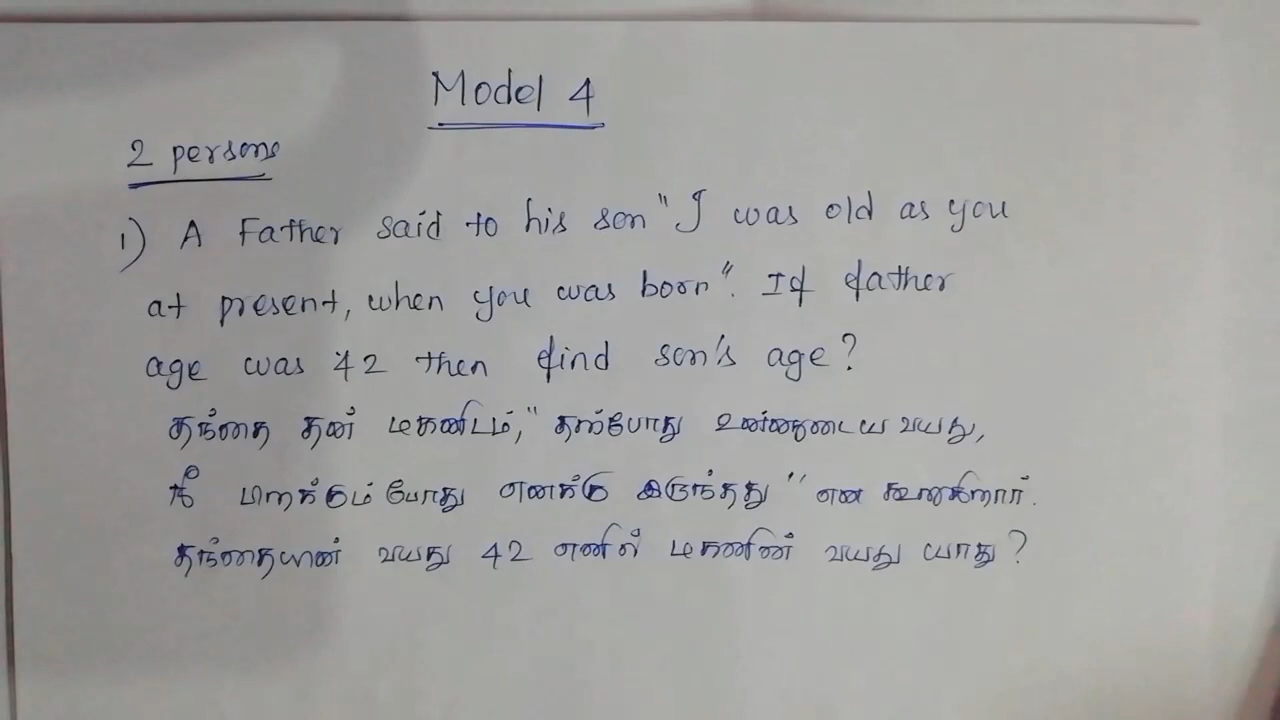 Model 4
2 persons
1) A Father said to his son "I was old as you
at present, when you was born". If father
age was 42 then find son's age?
தந்தை தன் மகனிடம், "தற்போது உன்னுடைய வயது,
நீ பிறக்கும் போது எனக்கு இருந்தது" என கூறுகிறார்.
தந்தையின் வயது 42 எனில் மகனின் வயது யாது?